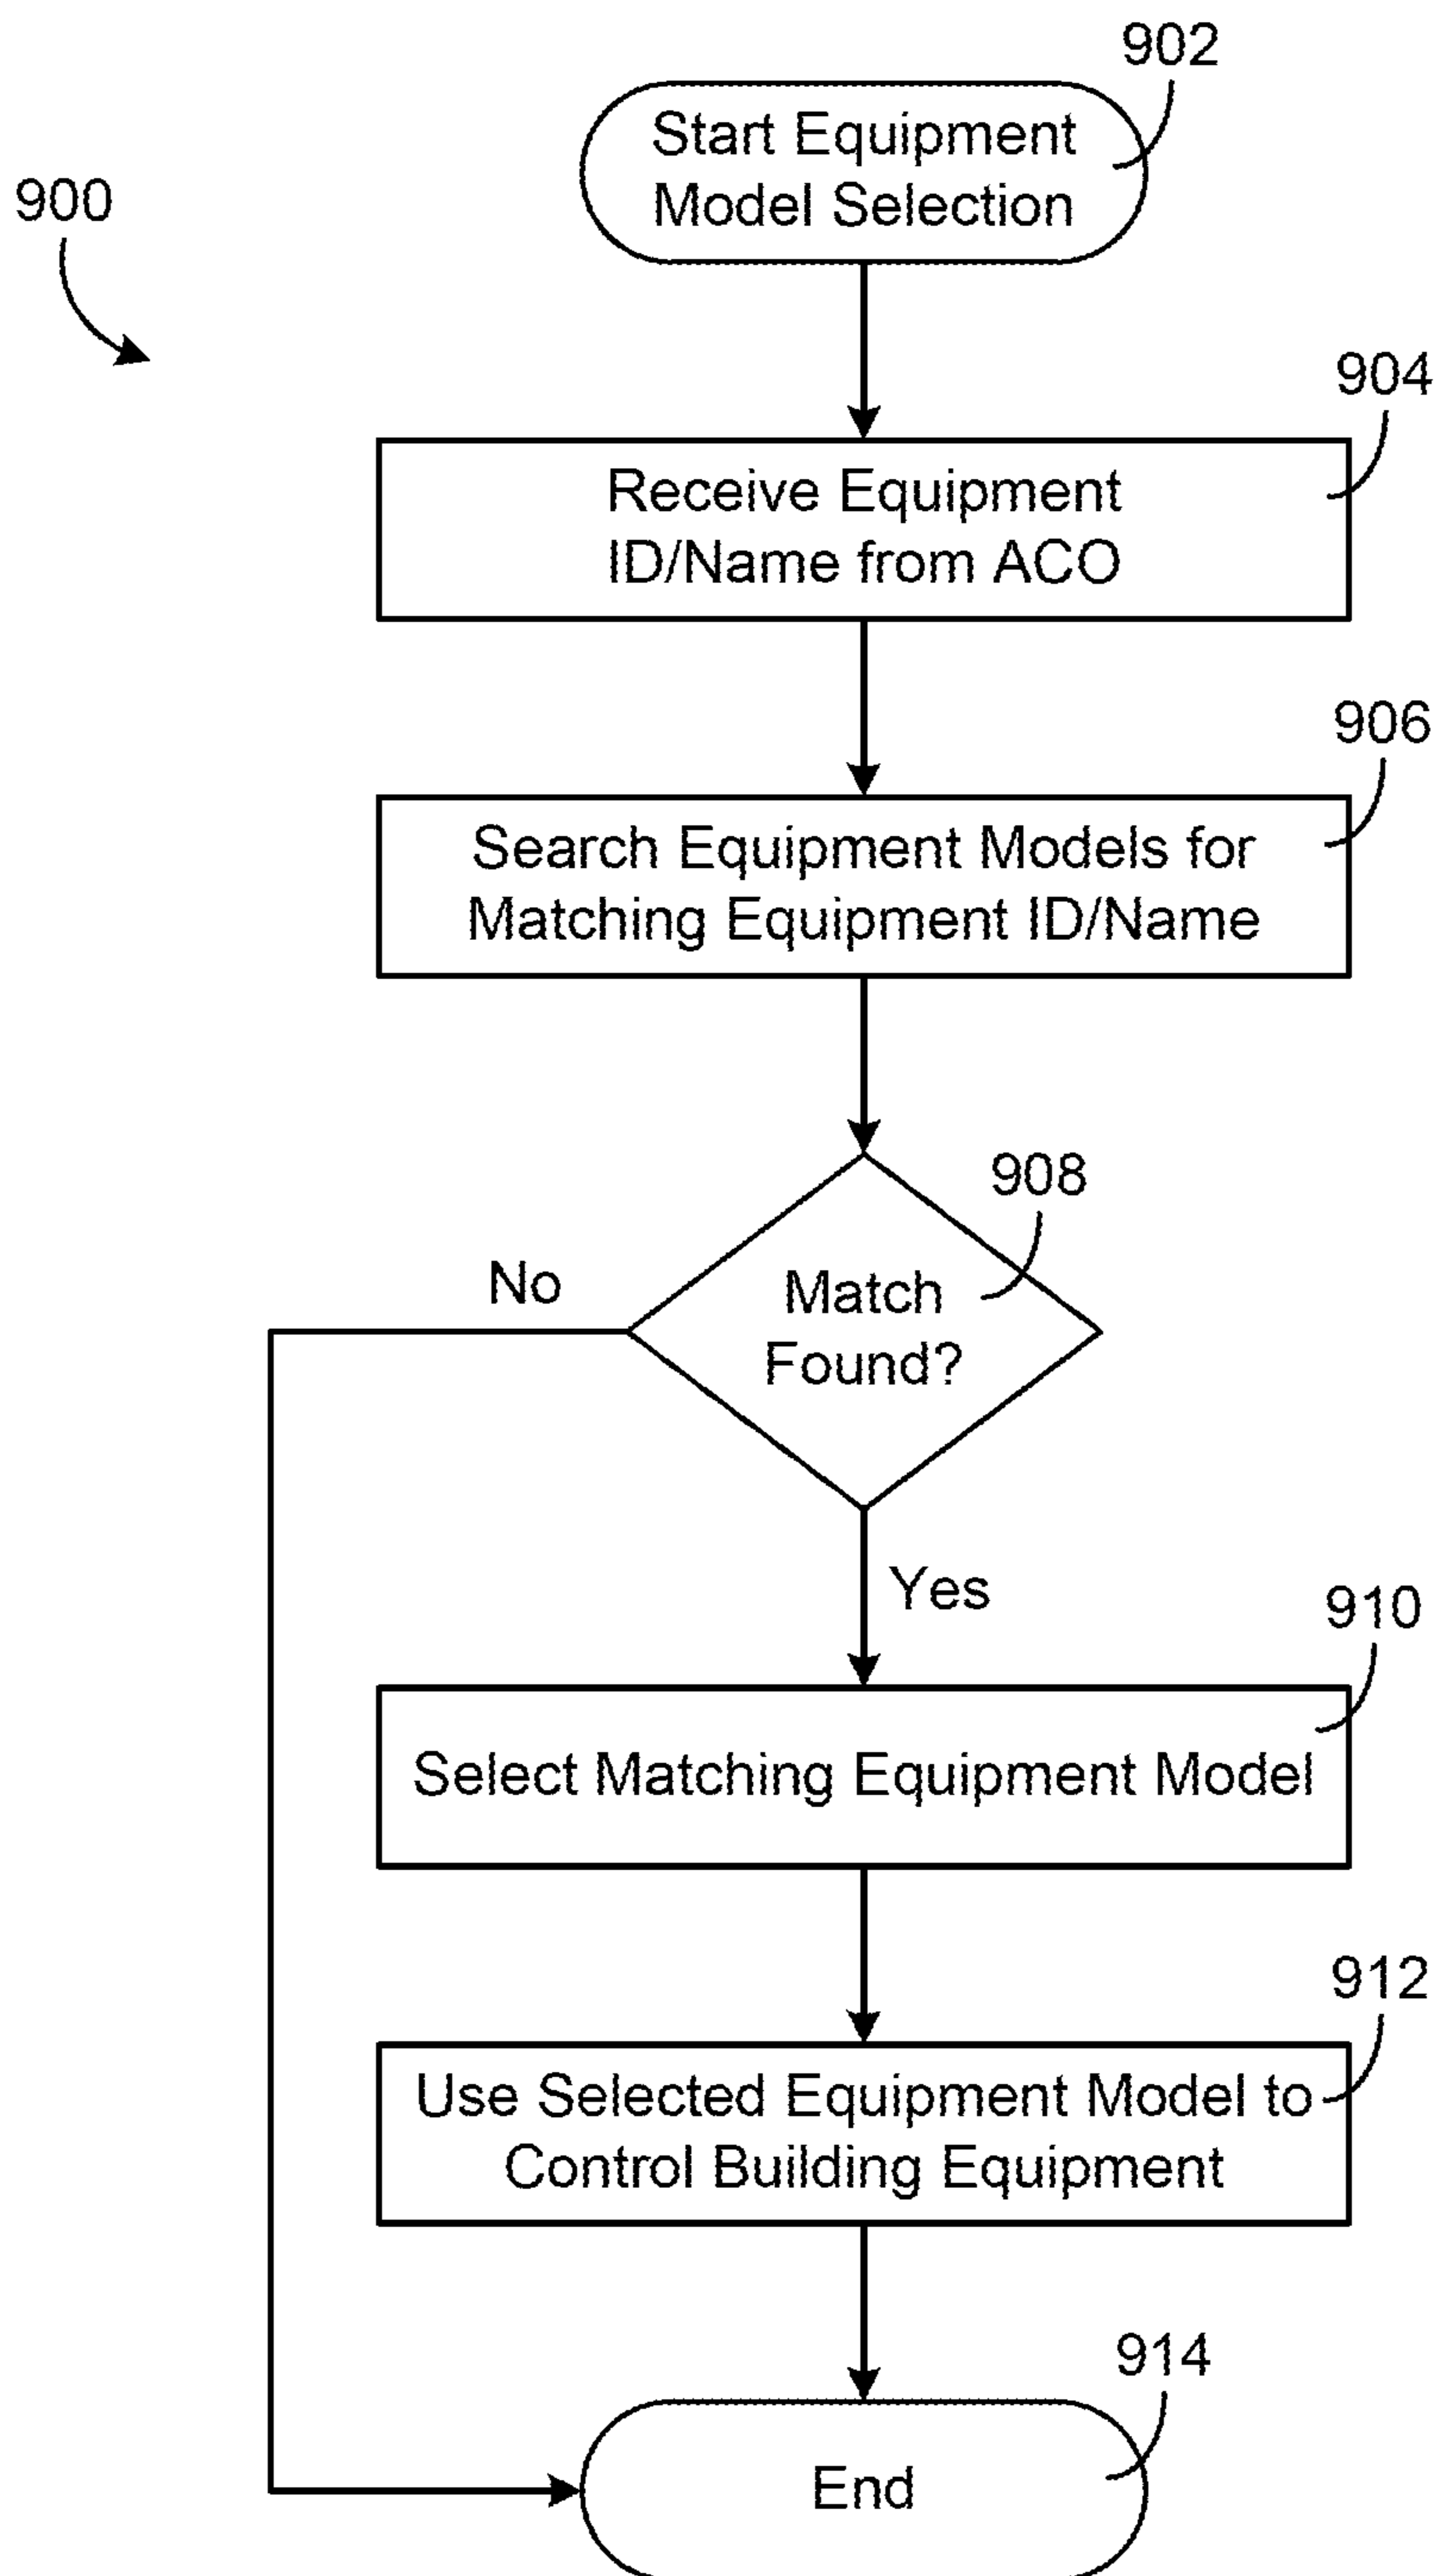 902
Start Equipment
Model Selection
900
904
Receive Equipment
ID/Name from ACO
906
Search Equipment Models for
Matching Equipment ID/Name
908
No
Match
Found?
Yes
910
Select Matching Equipment Model
912
Use Selected Equipment Model to
Control Building Equipment
914
End